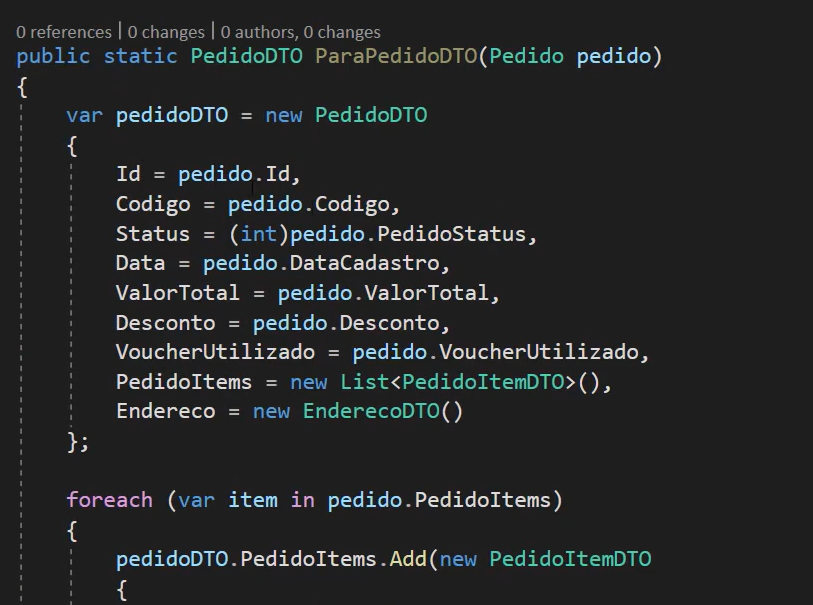 0 references | 0 changes | 0 authors, 0 changes
public static PedidoDTO ParaPedidoDTO(Pedido pedido)
{
var pedidoDTO = new PedidoDTO
{
Id = pedido.Id,
Codigo = pedido.Codigo,
Status = (int)pedido.PedidoStatus,
Data = pedido.DataCadastro,
ValorTotal = pedido.ValorTotal,
Desconto = pedido.Desconto,
VoucherUtilizado = pedido.VoucherUtilizado,
PedidoItems = new List<PedidoItemDTO>(),
Endereco = new EnderecoDTO()
};
foreach (var item in pedido.PedidoItems)
{
pedidoDTO.PedidoItems.Add(new PedidoItemDTO
{